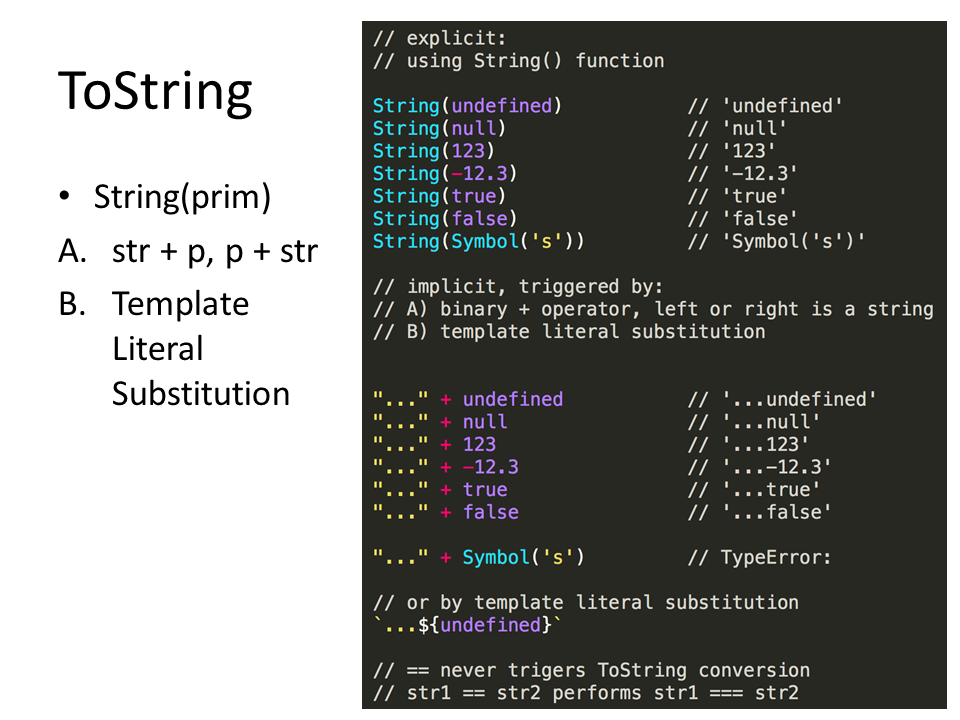 ToString
• String(prim)
A. str + p, p + str
B. Template
Literal
Substitution
// explicit:
// using String() function
String(undefined) // 'undefined'
String(null) // 'null'
String(123) // '123'
String(-12.3) // '-12.3'
String(true) // 'true'
String(false) // 'false'
String(Symbol('s')) // 'Symbol('s')'
// implicit, triggered by:
// A) binary + operator, left or right is a string
// B) template literal substitution
"..." + undefined // '...undefined'
"..." + null // '...null'
"..." + 123 // '...123'
"..." + -12.3 // '...-12.3'
"..." + true // '...true'
"..." + false // '...false'
"..." + Symbol('s') // TypeError:
// or by template literal substitution
`...${undefined}`
// == never trigers ToString conversion
// str1 == str2 performs str1 === str2